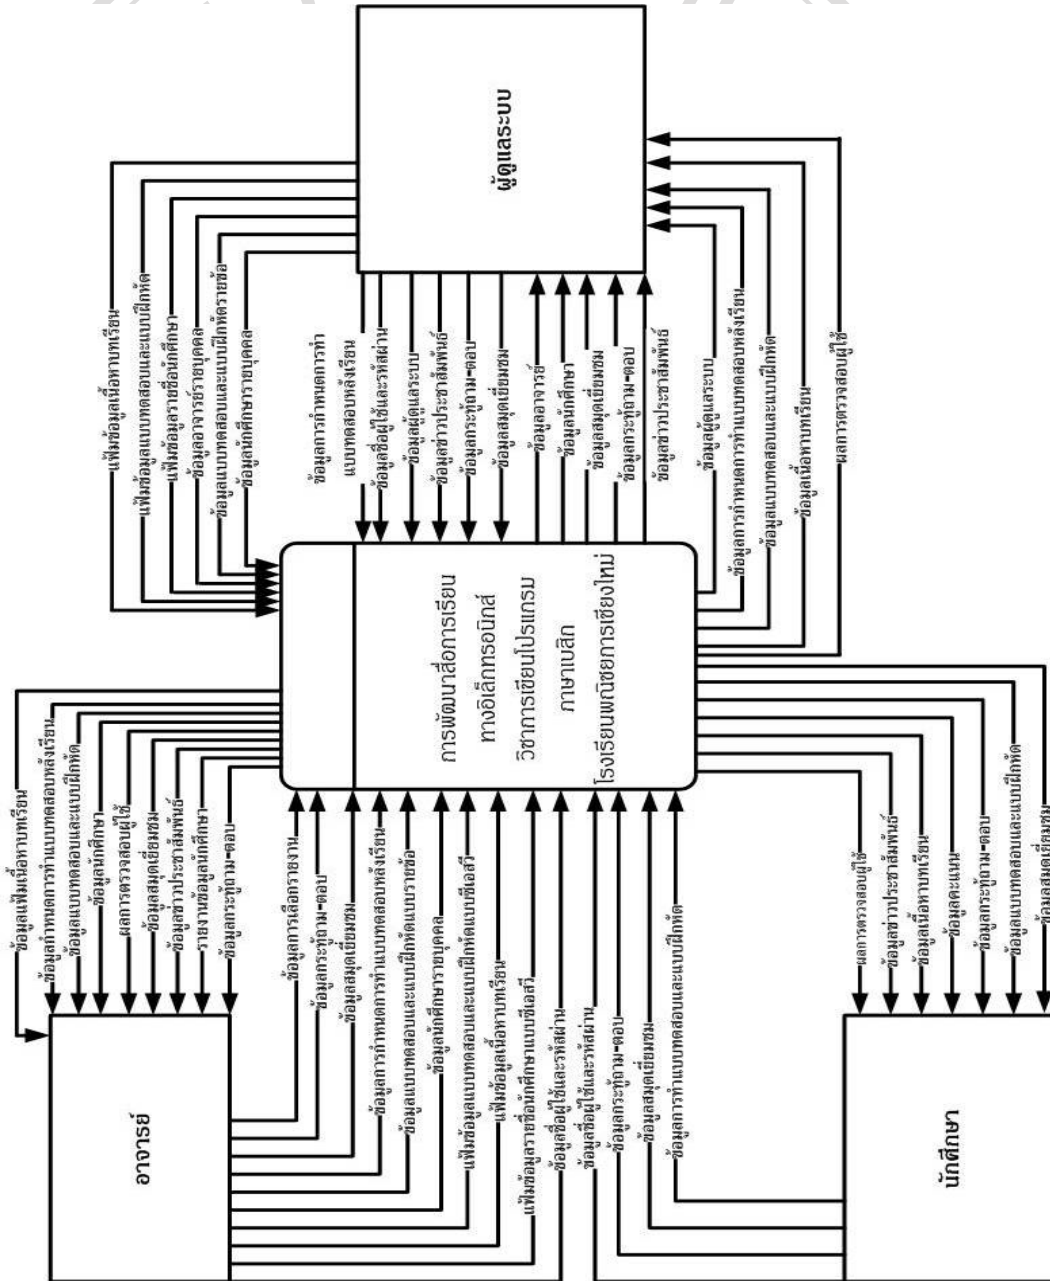 ผู้ดูแลระบบ
แฟ้มข้อมูลเนื้อหาบทเรียน
แฟ้มข้อมูลแบบทดสอบและแบบฝึกหัด
แฟ้มข้อมูลรายชื่อนักศึกษา
ข้อมูลอาจารย์รายบุคคล
ข้อมูลแบบทดสอบและแบบฝึกหัดรายข้อ
ข้อมูลนักศึกษารายบุคคล
ข้อมูลการกำหนดการทำ
แบบทดสอบหลังเรียน
ข้อมูลชื่อผู้ใช้และรหัสผ่าน
ข้อมูลผู้ดูแลระบบ
ข้อมูลข่าวประชาสัมพันธ์
ข้อมูลกระทู้ถาม-ตอบ
ข้อมูลสมุดเยี่ยมชม
ข้อมูลอาจารย์
ข้อมูลนักศึกษา
ข้อมูลสมุดเยี่ยมชม
ข้อมูลกระทู้ถาม-ตอบ
ข้อมูลข่าวประชาสัมพันธ์
ข้อมูลผู้ดูแลระบบ
ข้อมูลการกำหนดการทำแบบทดสอบหลังเรียน
ข้อมูลแบบทดสอบและแบบฝึกหัด
ข้อมูลเนื้อหาบทเรียน
ผลการตรวจสอบผู้ใช้
การพัฒนาสื่อการเรียน
ทางอิเล็กทรอนิกส์
วิชาการเขียนโปรแกรม
ภาษาเบสิก
โรงเรียนพณิชยการเชียงใหม่
ข้อมูลแฟ้มเนื้อหาบทเรียน
ข้อมูลกำหนดการทำแบบทดสอบหลังเรียน
ข้อมูลแบบทดสอบและแบบฝึกหัด
ข้อมูลนักศึกษา
ผลการตรวจสอบผู้ใช้
ข้อมูลสมุดเยี่ยมชม
ข้อมูลข่าวประชาสัมพันธ์
รายงานข้อมูลนักศึกษา
ข้อมูลกระทู้ถาม-ตอบ
ข้อมูลการเลือกรายงาน
ข้อมูลกระทู้ถาม-ตอบ
ข้อมูลสมุดเยี่ยมชม
ข้อมูลการกำหนดการทำแบบทดสอบหลังเรียน
ข้อมูลแบบทดสอบและแบบฝึกหัดแบบรายข้อ
ข้อมูลนักศึกษารายบุคคล
แฟ้มข้อมูลแบบทดสอบและแบบฝึกหัดแบบซีเอสวี
แฟ้มข้อมูลเนื้อหาบทเรียน
แฟ้มข้อมูลรายชื่อนักศึกษาแบบซีเอสวี
ข้อมูลชื่อผู้ใช้และรหัสผ่าน
ข้อมูลชื่อผู้ใช้และรหัสผ่าน
ข้อมูลกระทู้ถาม-ตอบ
ข้อมูลสมุดเยี่ยมชม
ข้อมูลการทำแบบทดสอบและแบบฝึกหัด
ผลการตรวจสอบผู้ใช้
ข้อมูลข่าวประชาสัมพันธ์
ข้อมูลเนื้อหาบทเรียน
ข้อมูลคะแนน
ข้อมูลกระทู้ถาม-ตอบ
ข้อมูลแบบทดสอบและแบบฝึกหัด
ข้อมูลสมุดเยี่ยมชม
อาจารย์
นักศึกษา